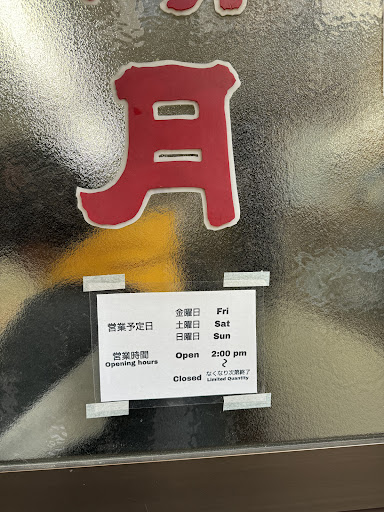 月
営業予定日
金曜日 Fri
土曜日 Sat
日曜日 Sun
営業時間
Opening hours
Open 2:00 pm
〜
Closed なくなり次第終了
Limited Quantity